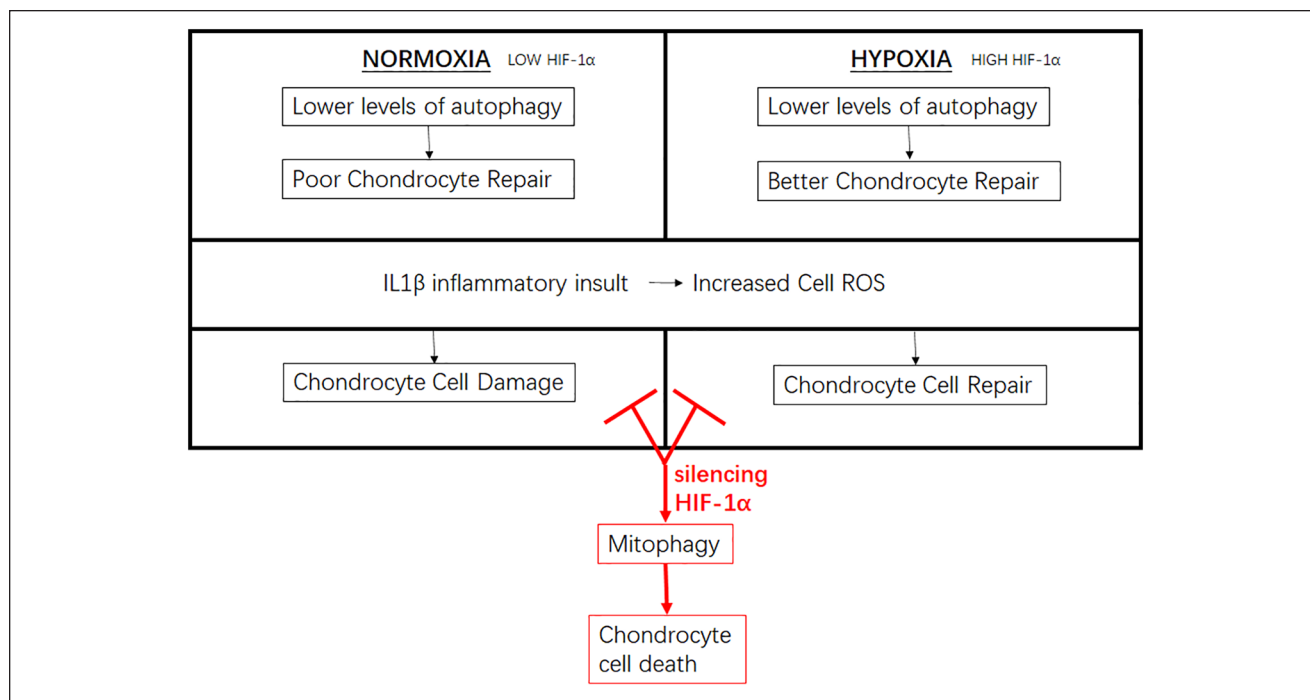 NORMOXIA LOW HIF-1α
Lower levels of autophagy
Poor Chondrocyte Repair
HYPOXIA HIGH HIF-1α
Lower levels of autophagy
Better Chondrocyte Repair
IL1β inflammatory insult Increased Cell ROS
Chondrocyte Cell Damage
Chondrocyte Cell Repair
silencing
HIF-1α
Mitophagy
Chondrocyte
cell death